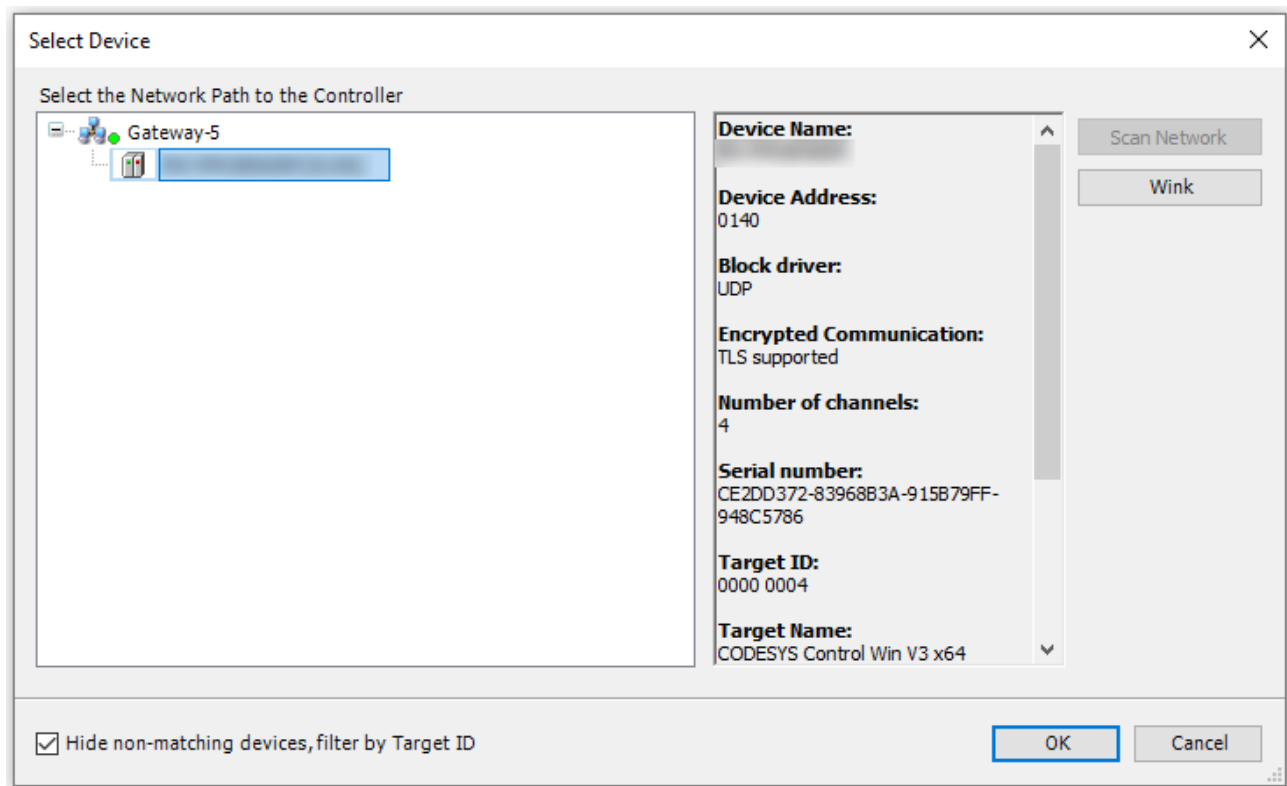 Select Device
Select the Network Path to the Controller
Gateway-5
Device Name:
Device Address:
0140
Block driver:
UDP
Encrypted Communication:
TLS supported
Number of channels:
4
Serial number:
CE2DD372-83968B3A-915B79FF-
948C5786
Target ID:
0000 0004
Target Name:
CODESYS Control Win V3 x64
Scan Network
Wink
Hide non-matching devices, filter by Target ID
OK
Cancel